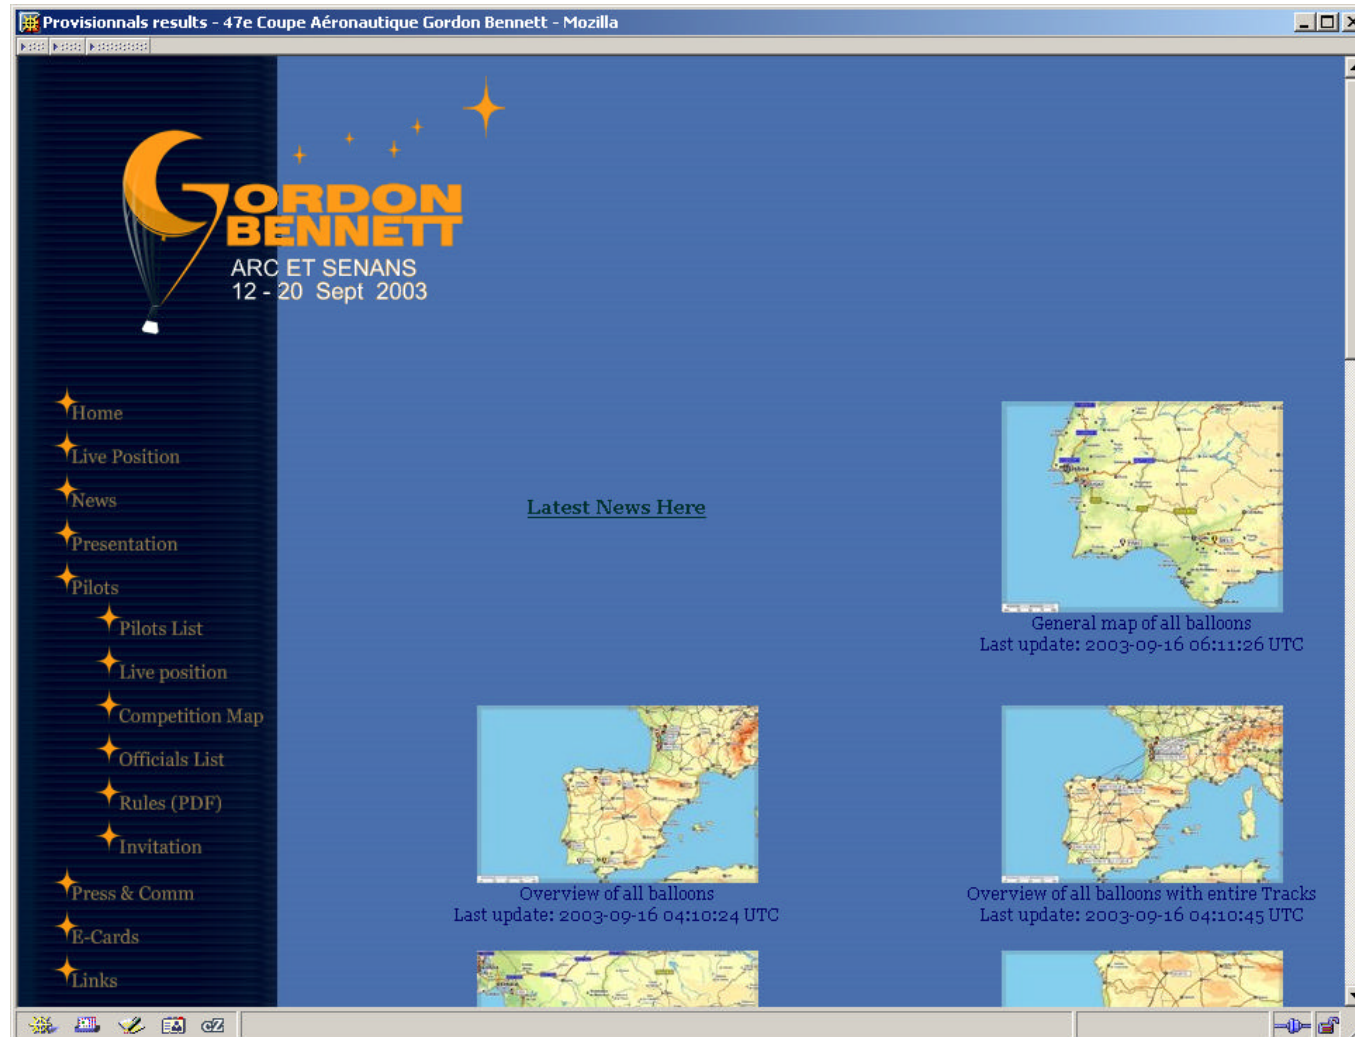 Provisionnals results - 47e Coupe Aéronautique Gordon Bennett - Mozilla
GORDON
BENNETT
ARC ET SENANS
12 - 20 Sept 2003
Home
Live Position
News
Presentation
Pilots
Pilots List
Live position
Competition Map
Officials List
Rules (PDF)
Invitation
Press & Comm
E-Cards
Links
Latest News Here
General map of all balloons
Last update: 2003-09-16 06:11:26 UTC
Overview of all balloons
Last update: 2003-09-16 04:10:24 UTC
Overview of all balloons with entire Tracks
Last update: 2003-09-16 04:10:45 UTC